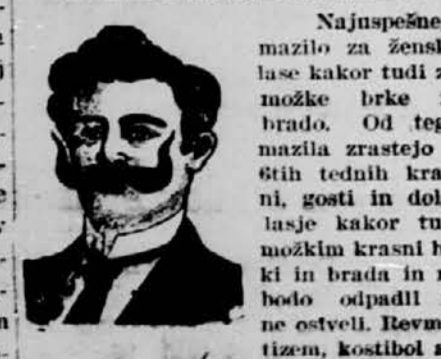 Najuspešne
mazilo za žensk
lase kakor tudi z
možke brke
brado. Od teg
mazila zrastejo
6tih tednih kra
ni, gosti in dol
lasje kakor tu
možkim krasni b
ki in brada in n
bodo odpadli
ne ostveli. Revm
tizem, kostibol